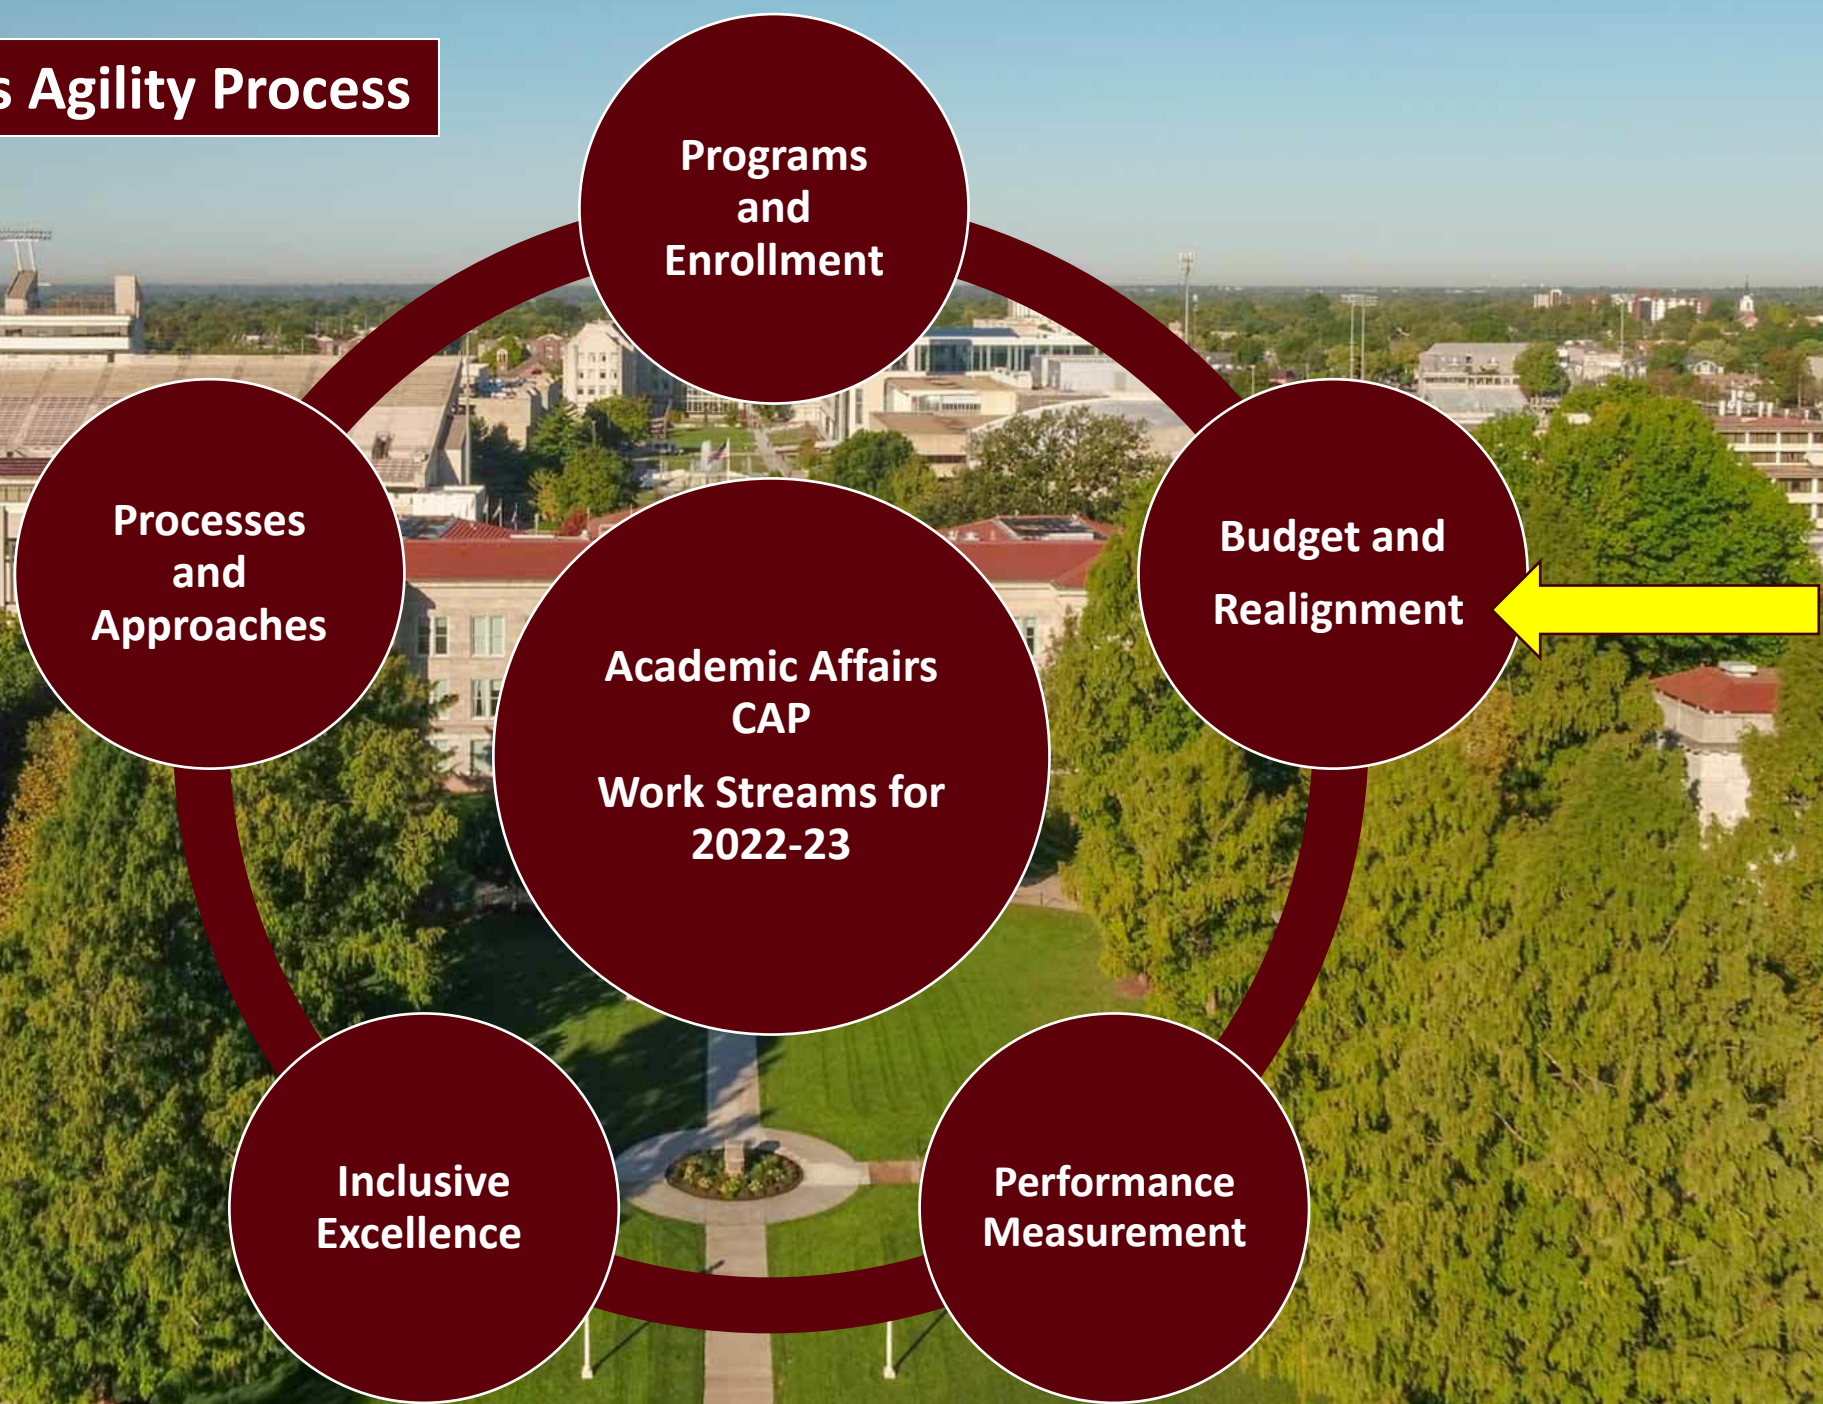 s Agility Process
Programs
and
Enrollment
Budget and
Realignment
Performance
Measurement
Inclusive
Excellence
Processes
and
Approaches
Academic Affairs
CAP
Work Streams for
2022-23